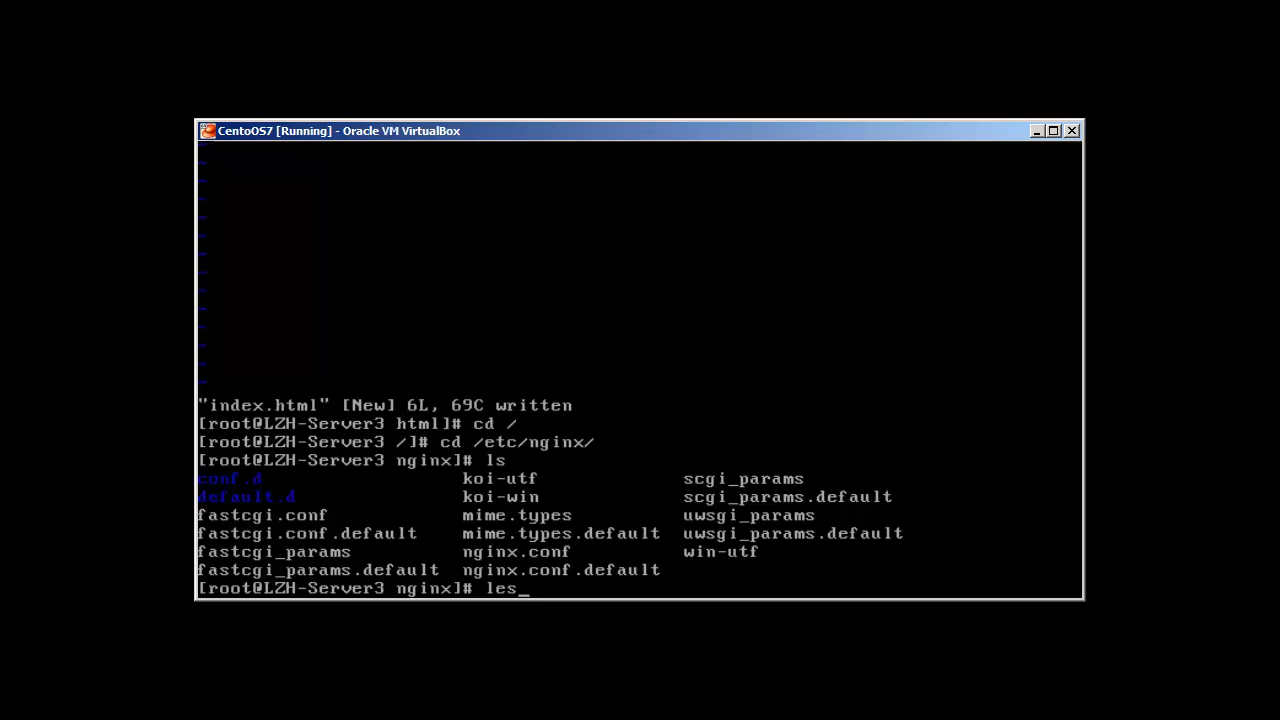 CentoOS7 [Running] - Oracle VM VirtualBox
~
~
~
~
~
~
~
~
~
~
~
~
~
~
"index.html" [New] 6L, 69C written
[root@LZH-Server3 html]# cd /
[root@LZH-Server3 /]# cd /etc/nginx/
[root@LZH-Server3 nginx]# ls
conf.d koi-utf scgi_params
default.d koi-win scgi_params.default
fastcgi.conf mime.types uwsgi_params
fastcgi.conf.default mime.types.default uwsgi_params.default
fastcgi_params nginx.conf win-utf
fastcgi_params.default nginx.conf.default
[root@LZH-Server3 nginx]# les_